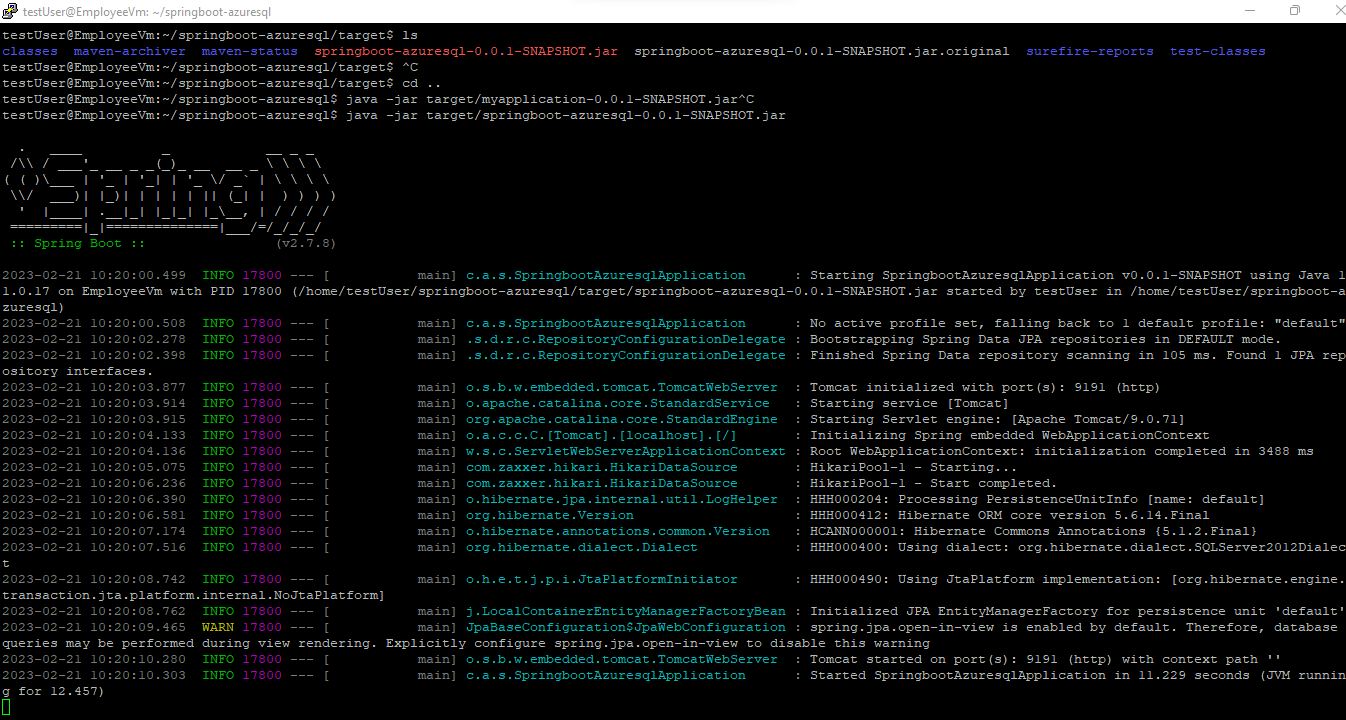 testUser@EmployeeVm: ~/springboot-azuresql
testUser@EmployeeVm:~/springboot-azuresql/target$ ls
classes  maven-archiver  maven-status  springboot-azuresql-0.0.1-SNAPSHOT.jar  springboot-azuresql-0.0.1-SNAPSHOT.jar.original  surefire-reports  test-classes
testUser@EmployeeVm:~/springboot-azuresql/target$ ^C
testUser@EmployeeVm:~/springboot-azuresql/target$ cd ..
testUser@EmployeeVm:~/springboot-azuresql$ java -jar target/myapplication-0.0.1-SNAPSHOT.jar^C
testUser@EmployeeVm:~/springboot-azuresql$ java -jar target/springboot-azuresql-0.0.1-SNAPSHOT.jar
  .   ____          _            __ _ _
 /\\ / ___'_ __ _ _(_)_ __  __ _ \ \ \ \
( ( )\___ | '_ | '_| | '_ \/ _` | \ \ \ \
 \\/  ___)| |_)| | | | | || (_| |  ) ) ) )
  '  |____| .__|_| |_|_| |_\__, | / / / /
 =========|_|==============|___/=/_/_/_/
 :: Spring Boot ::                (v2.7.8)
2023-02-21 10:20:00.499  INFO 17800 --- [           main] c.a.s.SpringbootAzuresqlApplication      : Starting SpringbootAzuresqlApplication v0.0.1-SNAPSHOT using Java 1
1.0.17 on EmployeeVm with PID 17800 (/home/testUser/springboot-azuresql/target/springboot-azuresql-0.0.1-SNAPSHOT.jar started by testUser in /home/testUser/springboot-a
zuresql)
2023-02-21 10:20:00.508  INFO 17800 --- [           main] c.a.s.SpringbootAzuresqlApplication      : No active profile set, falling back to 1 default profile: "default"
2023-02-21 10:20:02.278  INFO 17800 --- [           main] .s.d.r.c.RepositoryConfigurationDelegate : Bootstrapping Spring Data JPA repositories in DEFAULT mode.
2023-02-21 10:20:02.398  INFO 17800 --- [           main] .s.d.r.c.RepositoryConfigurationDelegate : Finished Spring Data repository scanning in 105 ms. Found 1 JPA rep
ository interfaces.
2023-02-21 10:20:03.877  INFO 17800 --- [           main] o.s.b.w.embedded.tomcat.TomcatWebServer  : Tomcat initialized with port(s): 9191 (http)
2023-02-21 10:20:03.914  INFO 17800 --- [           main] o.apache.catalina.core.StandardService   : Starting service [Tomcat]
2023-02-21 10:20:03.915  INFO 17800 --- [           main] org.apache.catalina.core.StandardEngine  : Starting Servlet engine: [Apache Tomcat/9.0.71]
2023-02-21 10:20:04.133  INFO 17800 --- [           main] o.a.c.c.C.[Tomcat].[localhost].[/]       : Initializing Spring embedded WebApplicationContext
2023-02-21 10:20:04.136  INFO 17800 --- [           main] w.s.c.ServletWebServerApplicationContext : Root WebApplicationContext: initialization completed in 3488 ms
2023-02-21 10:20:05.075  INFO 17800 --- [           main] com.zaxxer.hikari.HikariDataSource       : HikariPool-1 - Starting...
2023-02-21 10:20:06.236  INFO 17800 --- [           main] com.zaxxer.hikari.HikariDataSource       : HikariPool-1 - Start completed.
2023-02-21 10:20:06.390  INFO 17800 --- [           main] o.hibernate.jpa.internal.util.LogHelper  : HHH000204: Processing PersistenceUnitInfo [name: default]
2023-02-21 10:20:06.581  INFO 17800 --- [           main] org.hibernate.Version                    : HHH000412: Hibernate ORM core version 5.6.14.Final
2023-02-21 10:20:07.174  INFO 17800 --- [           main] o.hibernate.annotations.common.Version   : HCANN000001: Hibernate Commons Annotations {5.1.2.Final}
2023-02-21 10:20:07.516  INFO 17800 --- [           main] org.hibernate.dialect.Dialect            : HHH000400: Using dialect: org.hibernate.dialect.SQLServer2012Dialec
t
2023-02-21 10:20:08.742  INFO 17800 --- [           main] o.h.e.t.j.p.i.JtaPlatformInitiator       : HHH000490: Using JtaPlatform implementation: [org.hibernate.engine.
transaction.jta.platform.internal.NoJtaPlatform]
2023-02-21 10:20:08.762  INFO 17800 --- [           main] j.LocalContainerEntityManagerFactoryBean : Initialized JPA EntityManagerFactory for persistence unit 'default'
2023-02-21 10:20:09.465  WARN 17800 --- [           main] JpaBaseConfiguration$JpaWebConfiguration : spring.jpa.open-in-view is enabled by default. Therefore, database
queries may be performed during view rendering. Explicitly configure spring.jpa.open-in-view to disable this warning
2023-02-21 10:20:10.280  INFO 17800 --- [           main] o.s.b.w.embedded.tomcat.TomcatWebServer  : Tomcat started on port(s): 9191 (http) with context path ''
2023-02-21 10:20:10.303  INFO 17800 --- [           main] c.a.s.SpringbootAzuresqlApplication      : Started SpringbootAzuresqlApplication in 11.229 seconds (JVM runnin
g for 12.457)